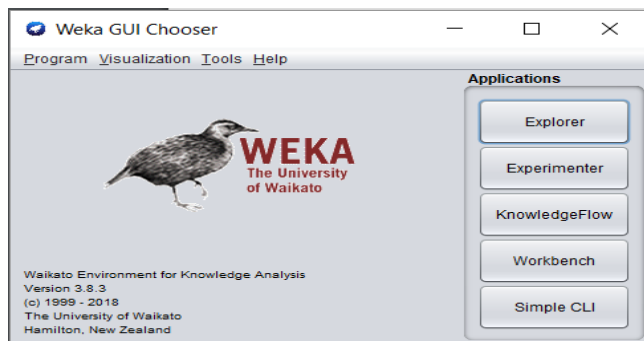 Weka GUI Chooser
Program Visualization Tools Help
Applications
Explorer
Experimenter
KnowledgeFlow
Workbench
Simple CLI
WEKA
The University
of Waikato
Waikato Environment for Knowledge Analysis
Version 3.8.3
(c) 1999 - 2018
The University of Waikato
Hamilton, New Zealand